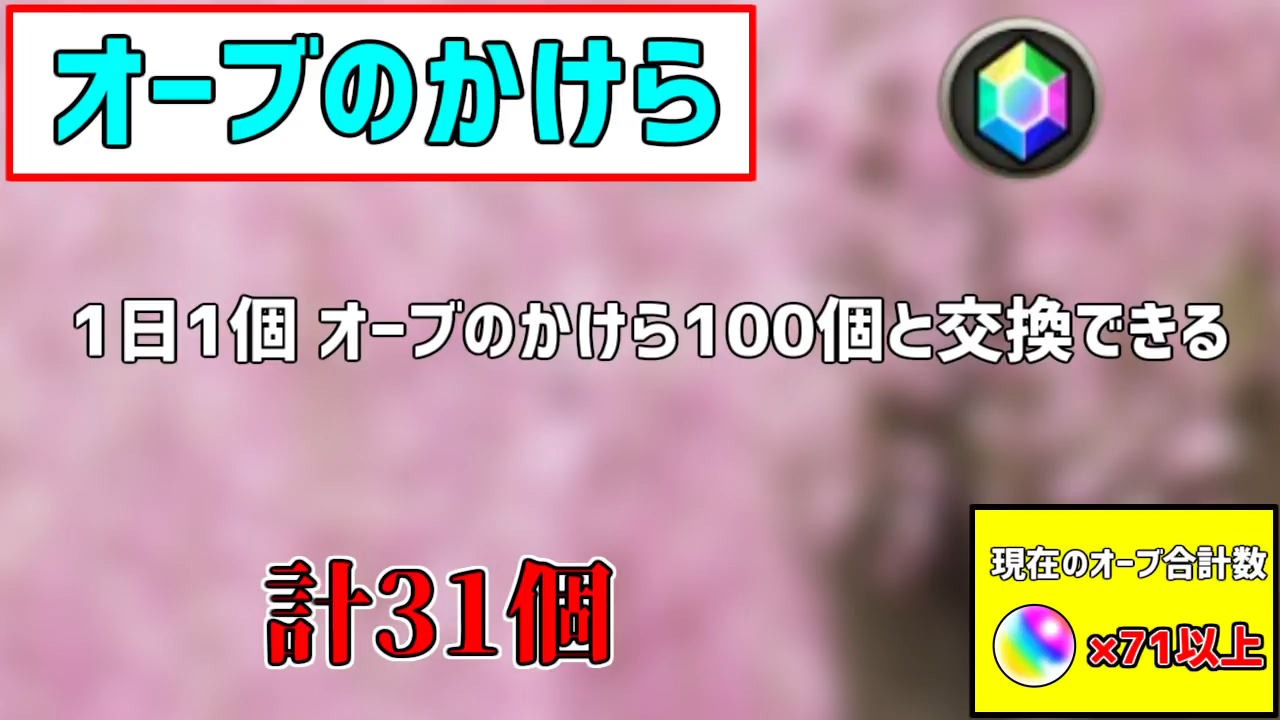 オーブのかけら
1日1個 オーブのかけら100個と交換できる
計31個
現在のオーブ合計数
×71以上